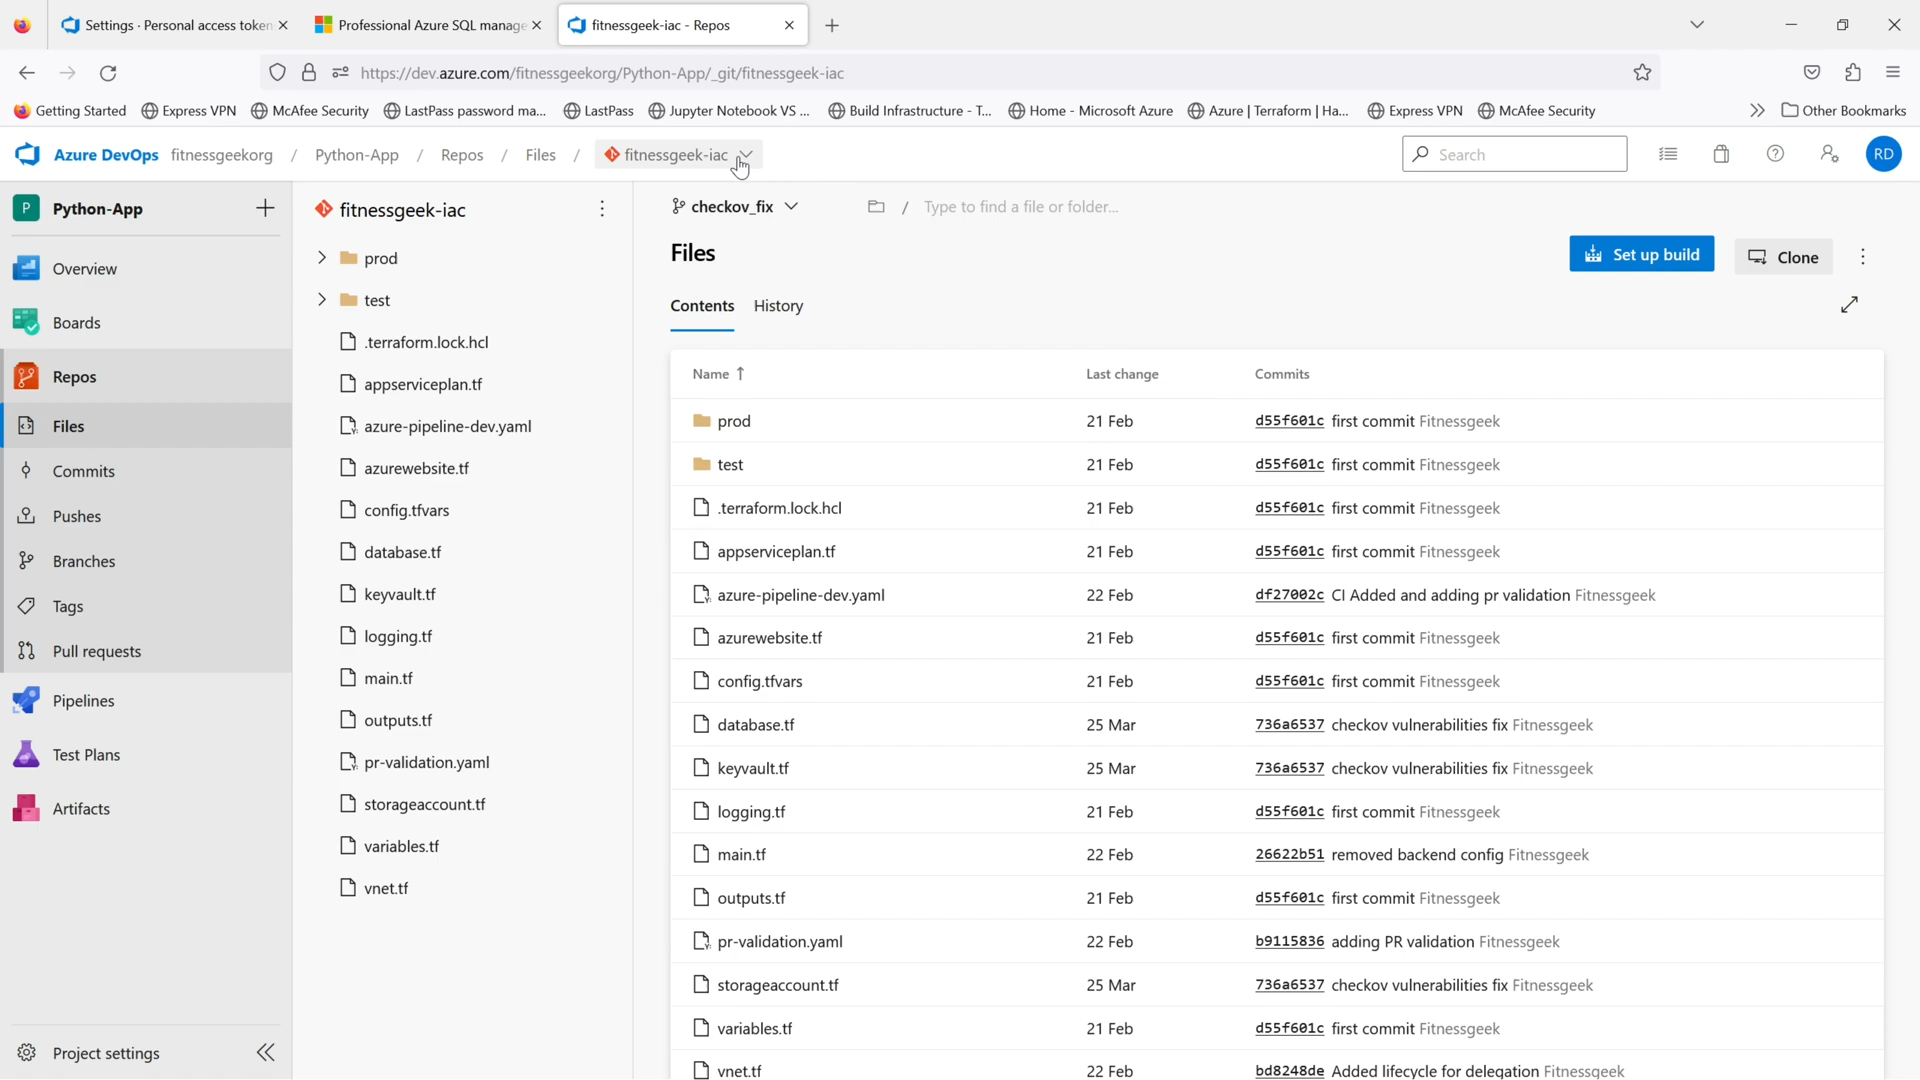 Settings · Personal access token
Professional Azure SQL manage
fitnessgeek-iac - Repos
https://dev.azure.com/fitnessgeekorg/Python-App/_git/fitnessgeek-iac
Getting Started
Express VPN
McAfee Security
LastPass password ma...
LastPass
Jupyter Notebook VS ...
Build Infrastructure - T...
Home - Microsoft Azure
Azure | Terraform | Ha...
Express VPN
McAfee Security
Other Bookmarks
Azure DevOps fitnessgeekorg / Python-App / Repos / Files / fitnessgeek-iac
Search
RD
P Python-App
Overview
Boards
Repos
Files
Commits
Pushes
Branches
Tags
Pull requests
Pipelines
Test Plans
Artifacts
Project settings
fitnessgeek-iac
prod
test
.terraform.lock.hcl
appserviceplan.tf
azure-pipeline-dev.yaml
azurewebsite.tf
config.tfvars
database.tf
keyvault.tf
logging.tf
main.tf
outputs.tf
pr-validation.yaml
storageaccount.tf
variables.tf
vnet.tf
checkov_fix / Type to find a file or folder...
Files
Set up build
Clone
Contents History
Name Last change Commits
prod 21 Feb d55f601c first commit Fitnessgeek
test 21 Feb d55f601c first commit Fitnessgeek
.terraform.lock.hcl 21 Feb d55f601c first commit Fitnessgeek
appserviceplan.tf 21 Feb d55f601c first commit Fitnessgeek
azure-pipeline-dev.yaml 22 Feb df27002c CI Added and adding pr validation Fitnessgeek
azurewebsite.tf 21 Feb d55f601c first commit Fitnessgeek
config.tfvars 21 Feb d55f601c first commit Fitnessgeek
database.tf 25 Mar 736a6537 checkov vulnerabilities fix Fitnessgeek
keyvault.tf 25 Mar 736a6537 checkov vulnerabilities fix Fitnessgeek
logging.tf 21 Feb d55f601c first commit Fitnessgeek
main.tf 22 Feb 26622b51 removed backend config Fitnessgeek
outputs.tf 21 Feb d55f601c first commit Fitnessgeek
pr-validation.yaml 22 Feb b9115836 adding PR validation Fitnessgeek
storageaccount.tf 25 Mar 736a6537 checkov vulnerabilities fix Fitnessgeek
variables.tf 21 Feb d55f601c first commit Fitnessgeek
vnet.tf 22 Feb bd8248de Added lifecycle for delegation Fitnessgeek